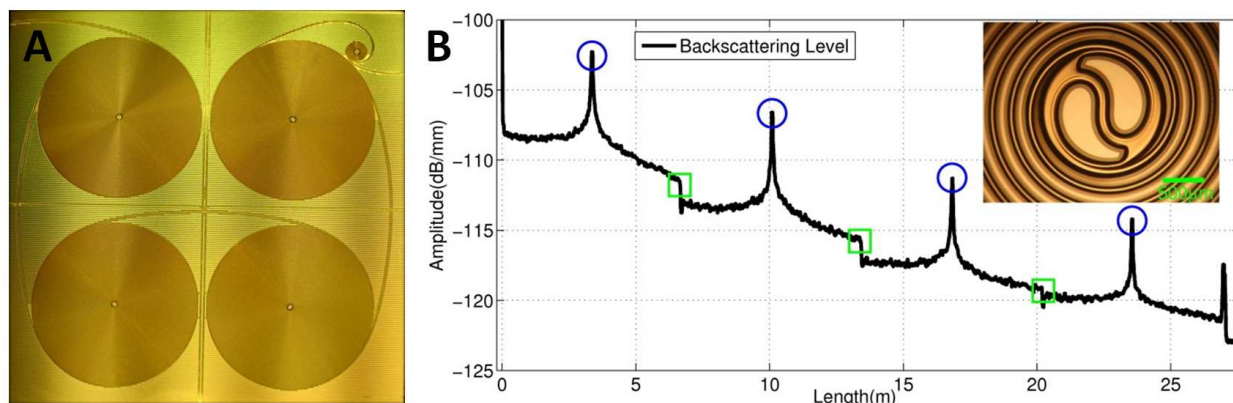 A
B
Backscattering Level
500μm
Amplitude(dB/mm)
−100
−105
−110
−115
−120
−125
0
5
10
15
20
25
Length(m)